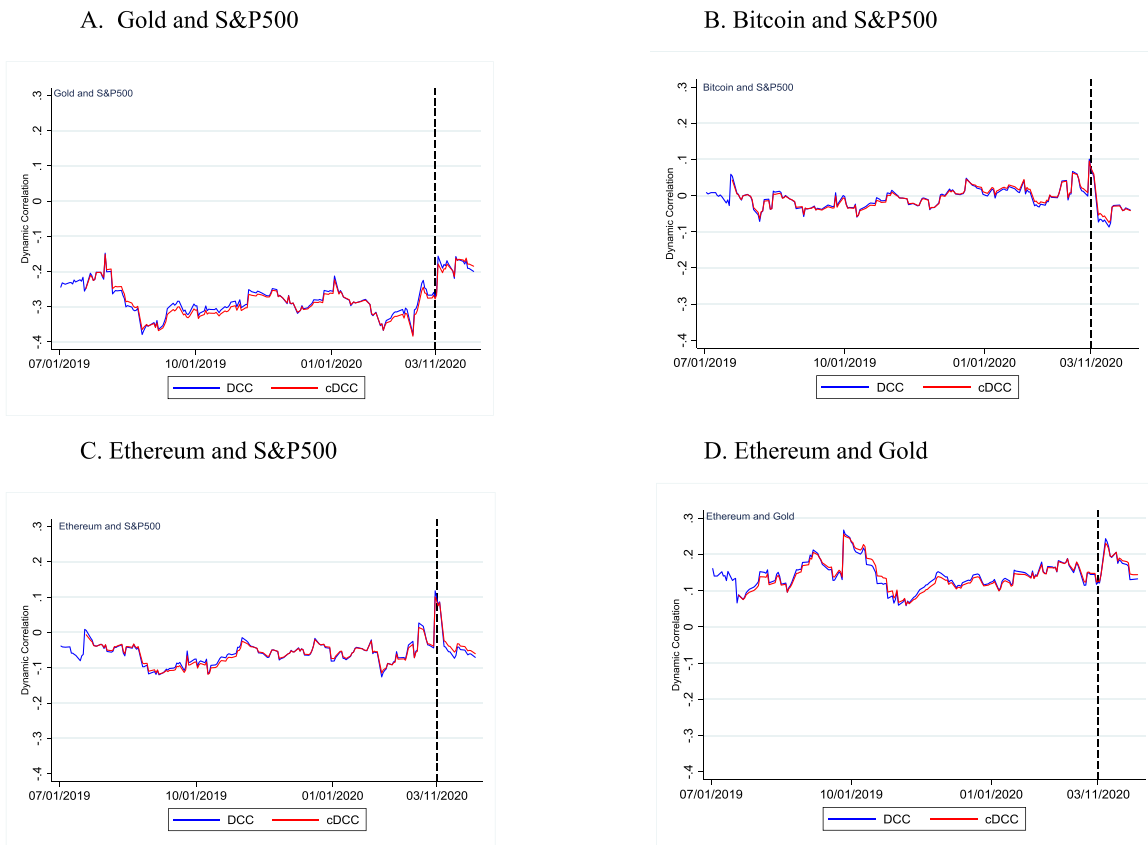 A. Gold and S&P500
Gold and S&P500
Dynamic Correlation
.3
.2
.1
0
-.1
-.2
-.3
-.4
07/01/2019 10/01/2019 01/01/2020 03/11/2020
DCC cDCC
B. Bitcoin and S&P500
Bitcoin and S&P500
Dynamic Correlation
.3
.2
.1
0
-.1
-.2
-.3
-.4
07/01/2019 10/01/2019 01/01/2020 03/11/2020
DCC cDCC
C. Ethereum and S&P500
Ethereum and S&P500
Dynamic Correlation
.3
.2
.1
0
-.1
-.2
-.3
-.4
07/01/2019 10/01/2019 01/01/2020 03/11/2020
DCC cDCC
D. Ethereum and Gold
Ethereum and Gold
Dynamic Correlation
.3
.2
.1
0
-.1
-.2
-.3
-.4
07/01/2019 10/01/2019 01/01/2020 03/11/2020
DCC cDCC